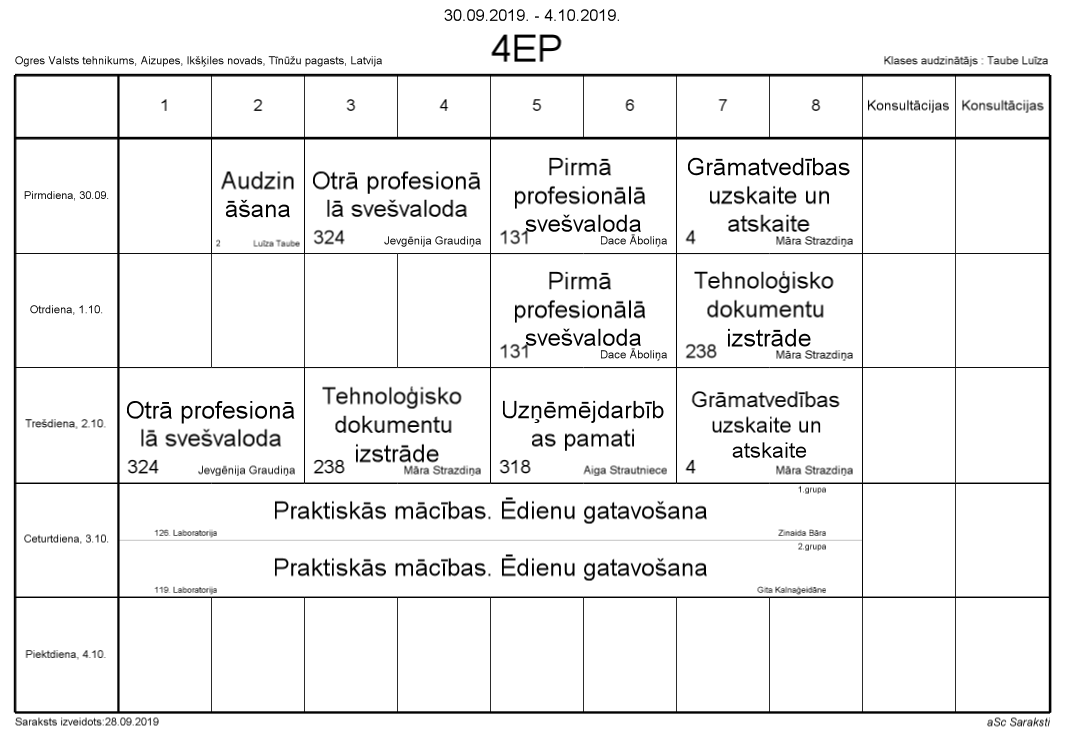 30.09.2019. - 4.10.2019.
4EP
Ogres Valsts tehnikums, Aizupes, Ikšķiles novads, Tīnūžu pagasts, Latvija
Klases audzinātājs : Taube Luīza
1 2 3 4 5 6 7 8 Konsultācijas Konsultācijas
Pirmdiena, 30.09.
Audzin
āšana
2 Luīza Taube
Otrā profesionā
lā svešvaloda
324 Jevgēnija Graudiņa
Pirmā
profesionālā
svešvaloda
131 Dace Āboliņa
Grāmatvedības
uzskaite un
atskaite
4 Māra Strazdiņa
Otrdiena, 1.10.
Pirmā
profesionālā
svešvaloda
131 Dace Āboliņa
Tehnoloģisko
dokumentu
izstrāde
238 Māra Strazdiņa
Trešdiena, 2.10.
Otrā profesionā
lā svešvaloda
324 Jevgēnija Graudiņa
Tehnoloģisko
dokumentu
izstrāde
238 Māra Strazdiņa
Uzņēmējdarbīb
as pamati
318 Aiga Strautniece
Grāmatvedības
uzskaite un
atskaite
4 Māra Strazdiņa
Ceturtdiena, 3.10.
1.grupa
Praktiskās mācības. Ēdienu gatavošana
126. Laboratorija Zinaida Bāra
2.grupa
Praktiskās mācības. Ēdienu gatavošana
119. Laboratorija Gita Kalnaģeidāne
Piektdiena, 4.10.
Saraksts izveidots:28.09.2019
aSc Saraksti